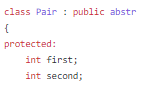 class Pair : public abstr
{
protected:
    int first;
    int second;